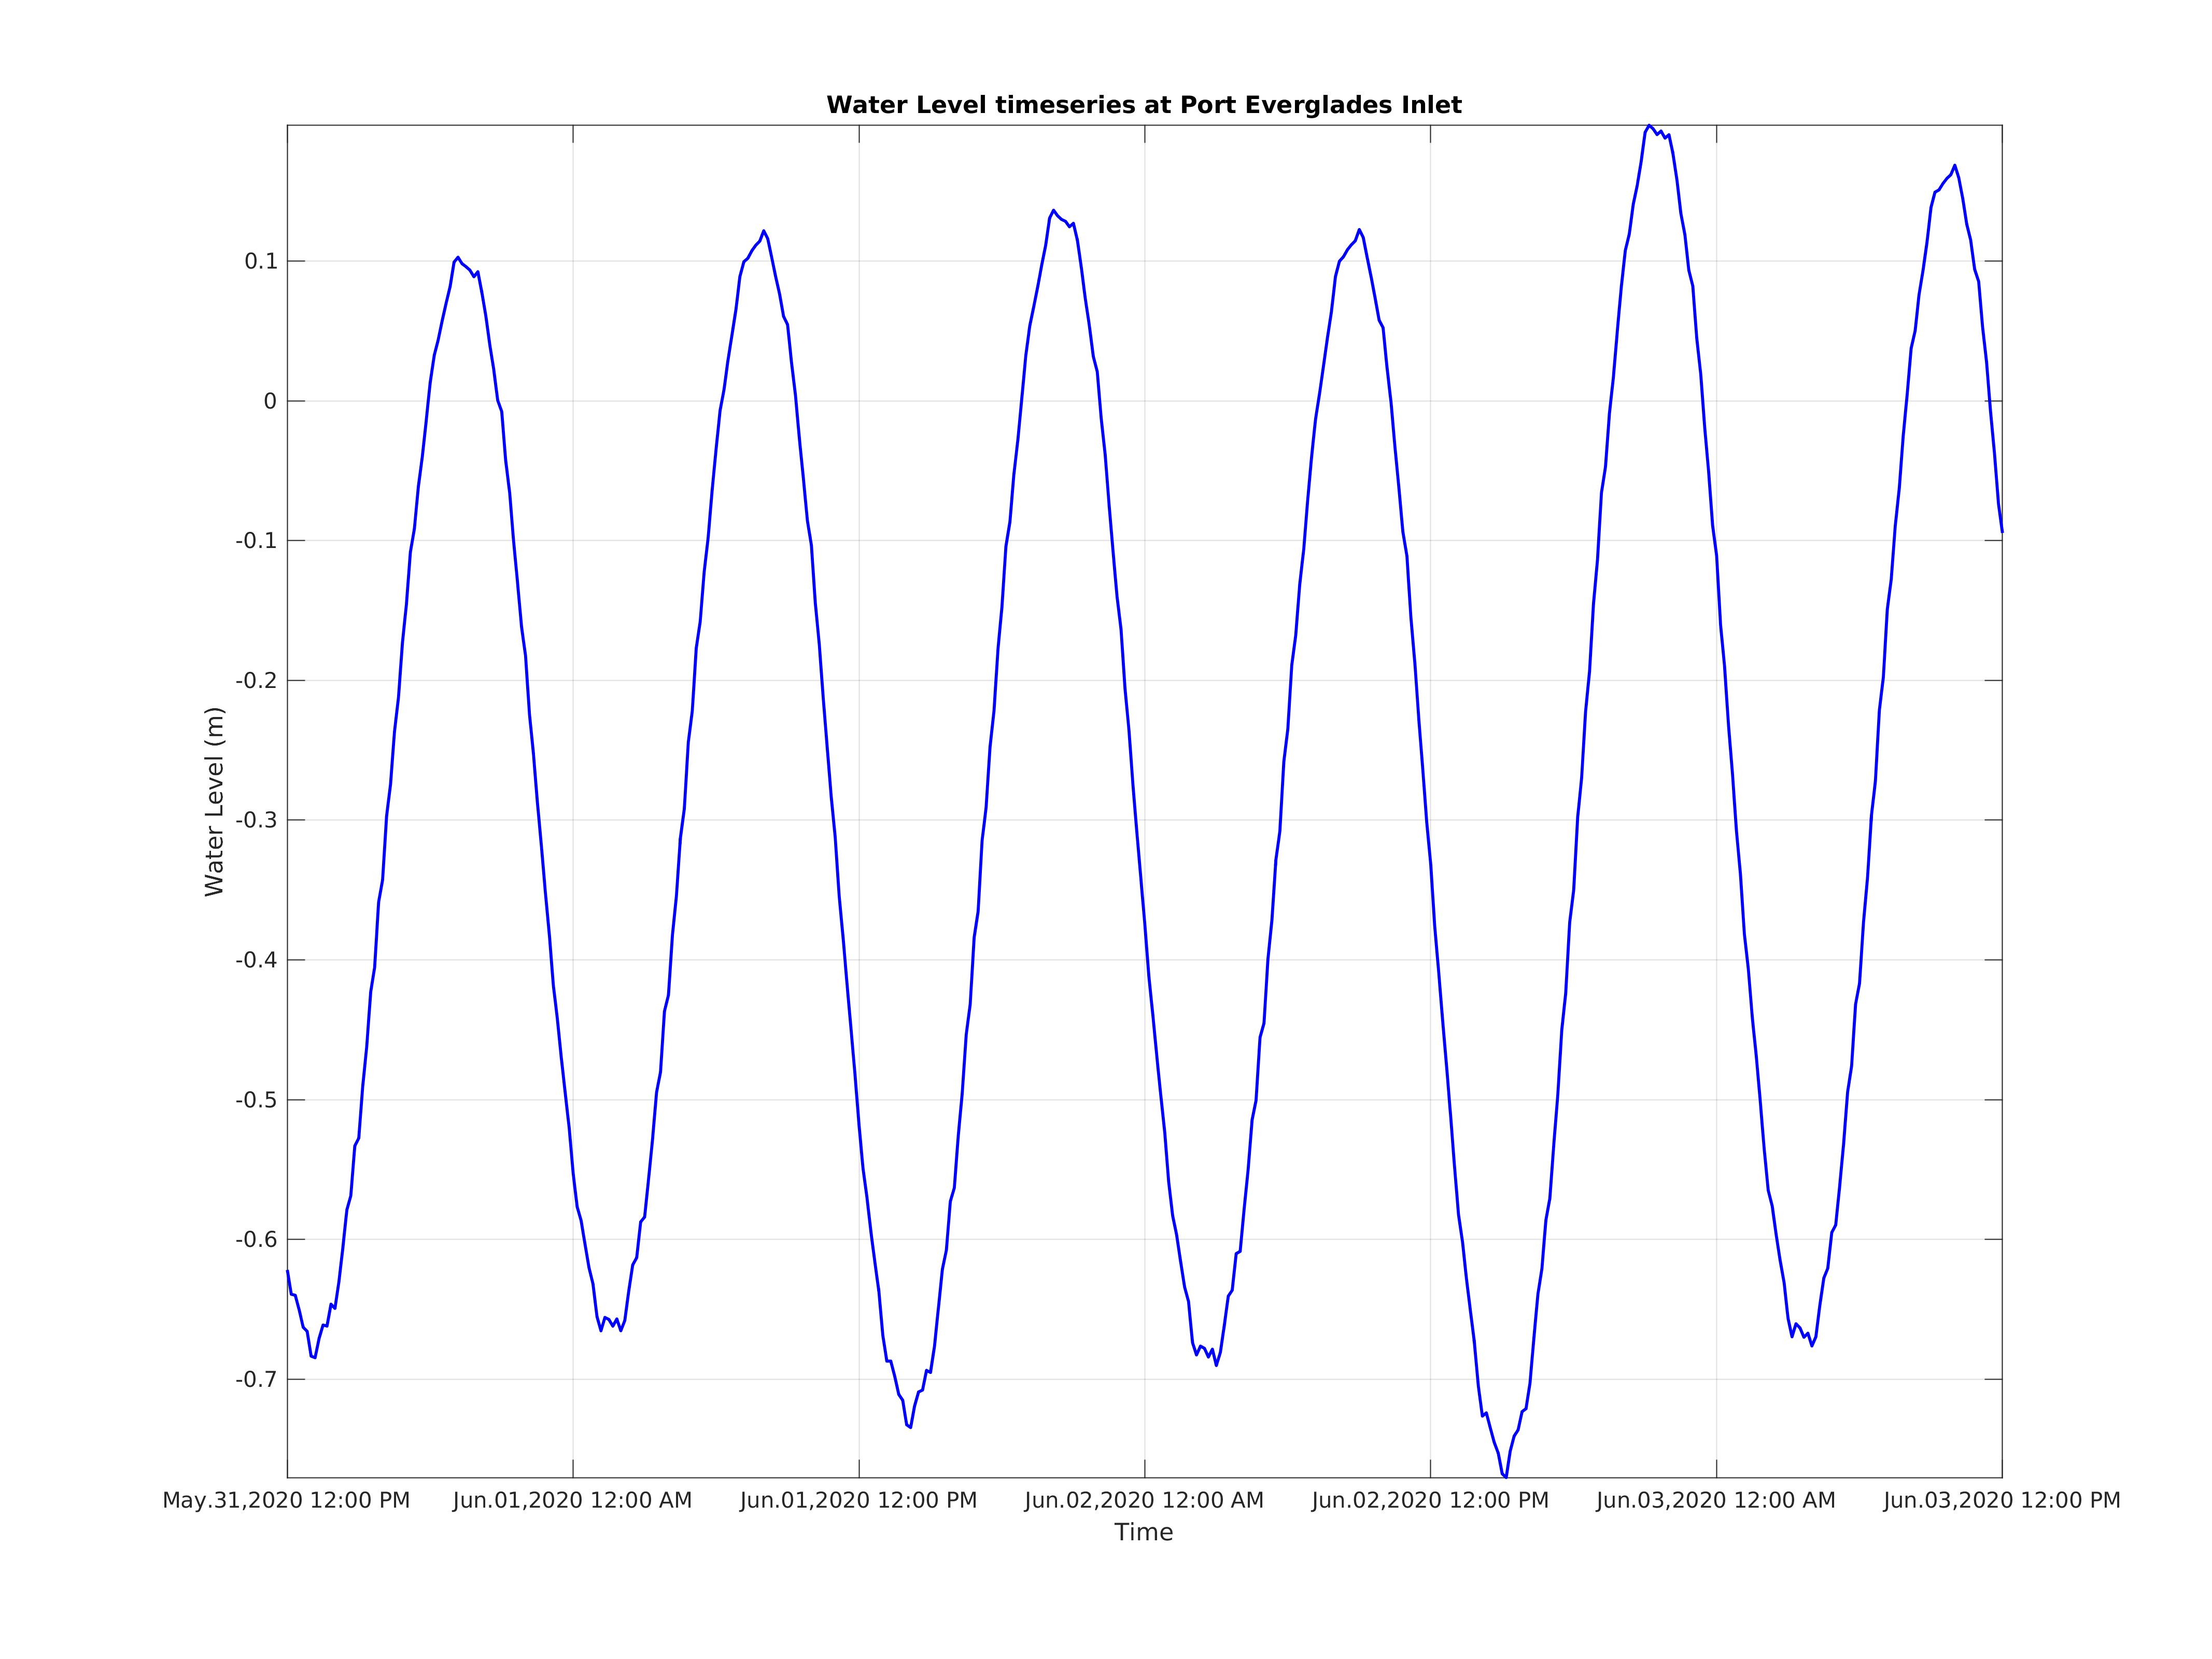 Water Level timeseries at Port Everglades Inlet
0.1
0
-0.1
-0.2
-0.3
-0.4
-0.5
-0.6
-0.7
Water Level (m)
May.31,2020 12:00 PM Jun.01,2020 12:00 AM Jun.01,2020 12:00 PM Jun.02,2020 12:00 AM Jun.02,2020 12:00 PM Jun.03,2020 12:00 AM Jun.03,2020 12:00 PM
Time